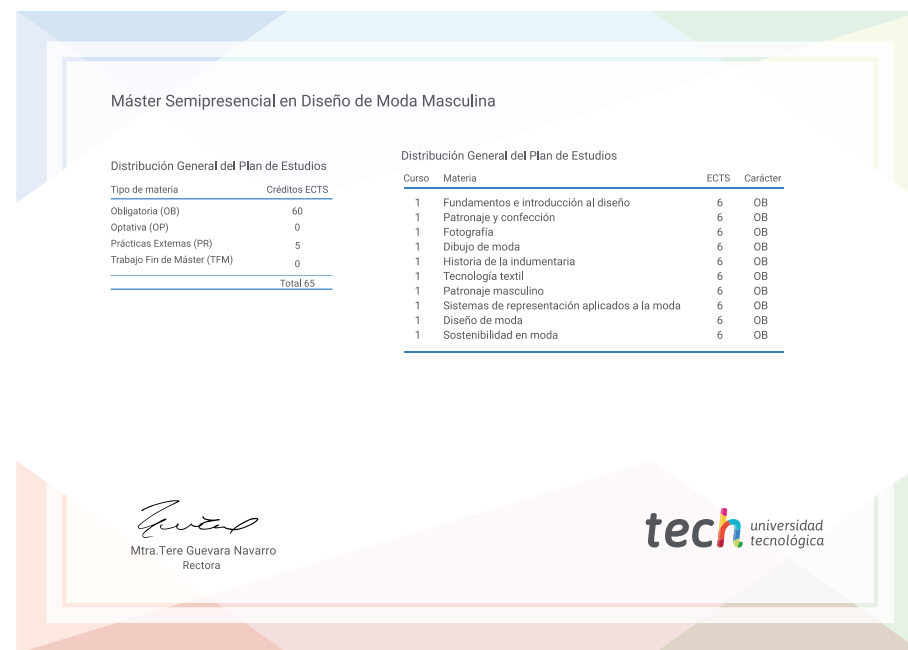 Máster Semipresencial en Diseño de Moda Masculina
Distribución General del Plan de Estudios
Tipo de materia Créditos ECTS
Obligatoria (OB) 60
Optativa (OP) 0
Prácticas Externas (PR) 5
Trabajo Fin de Máster (TFM) 0
Total 65
Distribución General del Plan de Estudios
Curso Materia ECTS Carácter
1 Fundamentos e introducción al diseño 6 OB
1 Patronaje y confección 6 OB
1 Fotografía 6 OB
1 Dibujo de moda 6 OB
1 Historia de la indumentaria 6 OB
1 Tecnología textil 6 OB
1 Patronaje masculino 6 OB
1 Sistemas de representación aplicados a la moda 6 OB
1 Diseño de moda 6 OB
1 Sostenibilidad en moda 6 OB
Mtra.Tere Guevara Navarro
Rectora
tech universidad
tecnológica